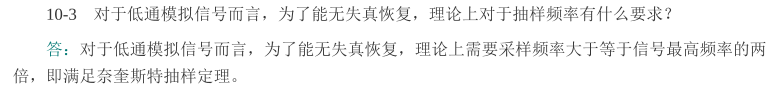 10-3 对于低通模拟信号而言，为了能无失真恢复，理论上对于抽样频率有什么要求？
答：对于低通模拟信号而言，为了能无失真恢复，理论上需要采样频率大于等于信号最高频率的两
倍，即满足奈奎斯特抽样定理。